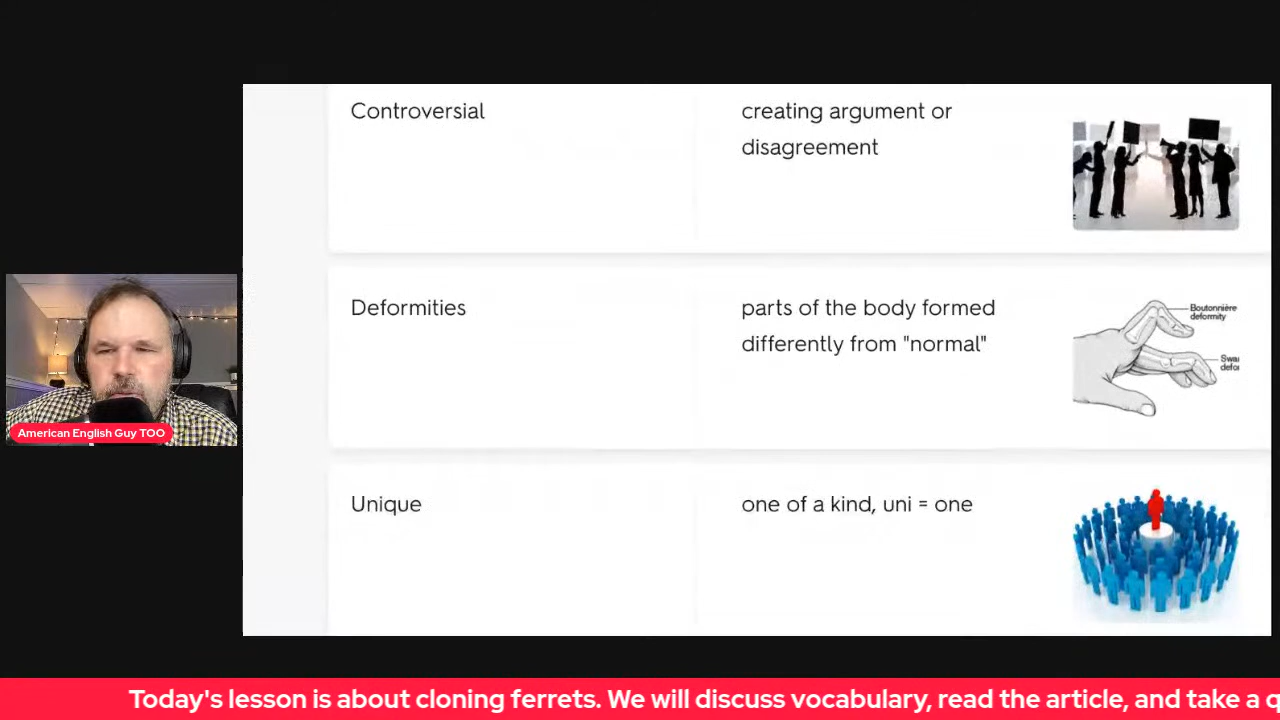 Controversial
creating argument or
disagreement
Deformities
parts of the body formed
differently from "normal"
Boutonnière
deformity
Unique
one of a kind, uni = one
American English Guy TOO
Today's lesson is about cloning ferrets. We will discuss vocabulary, read the article, and take a